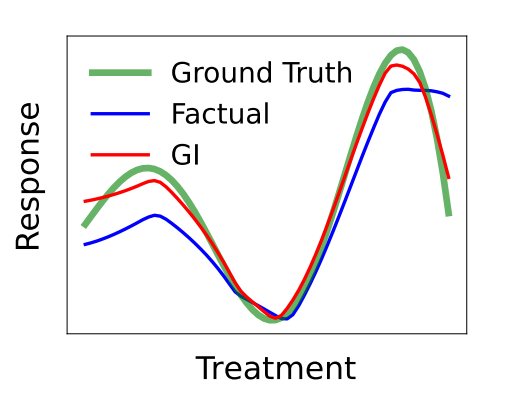 Ground Truth
Factual
GI
Response
Treatment